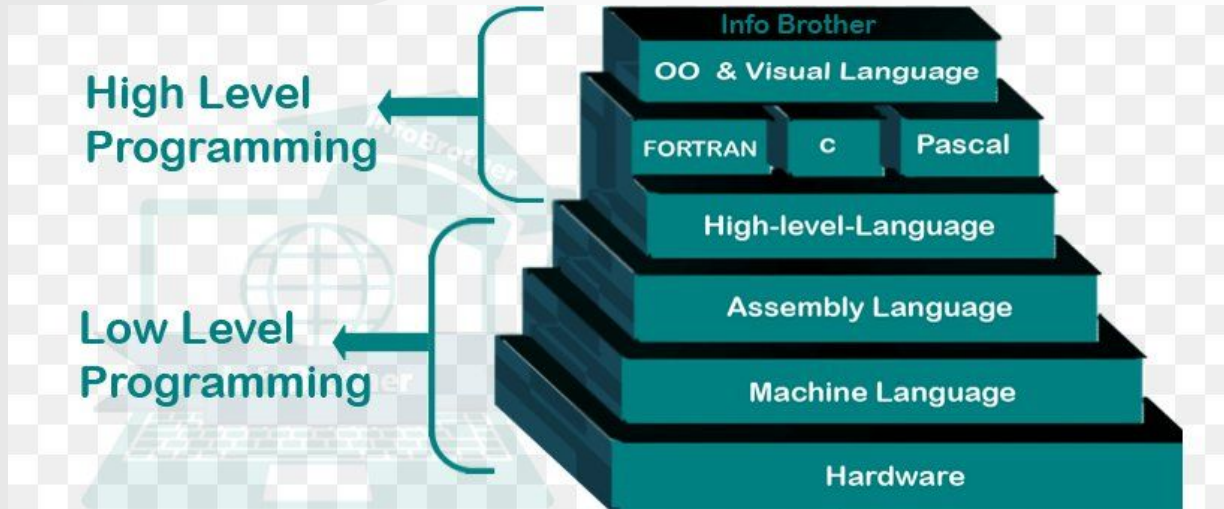 Info Brother
OO & Visual Language
High Level
Programming
InfoBrother
FORTRAN
c
Pascal
High-level-Language
Assembly Language
Low Level
Programming
Machine Language
Hardware